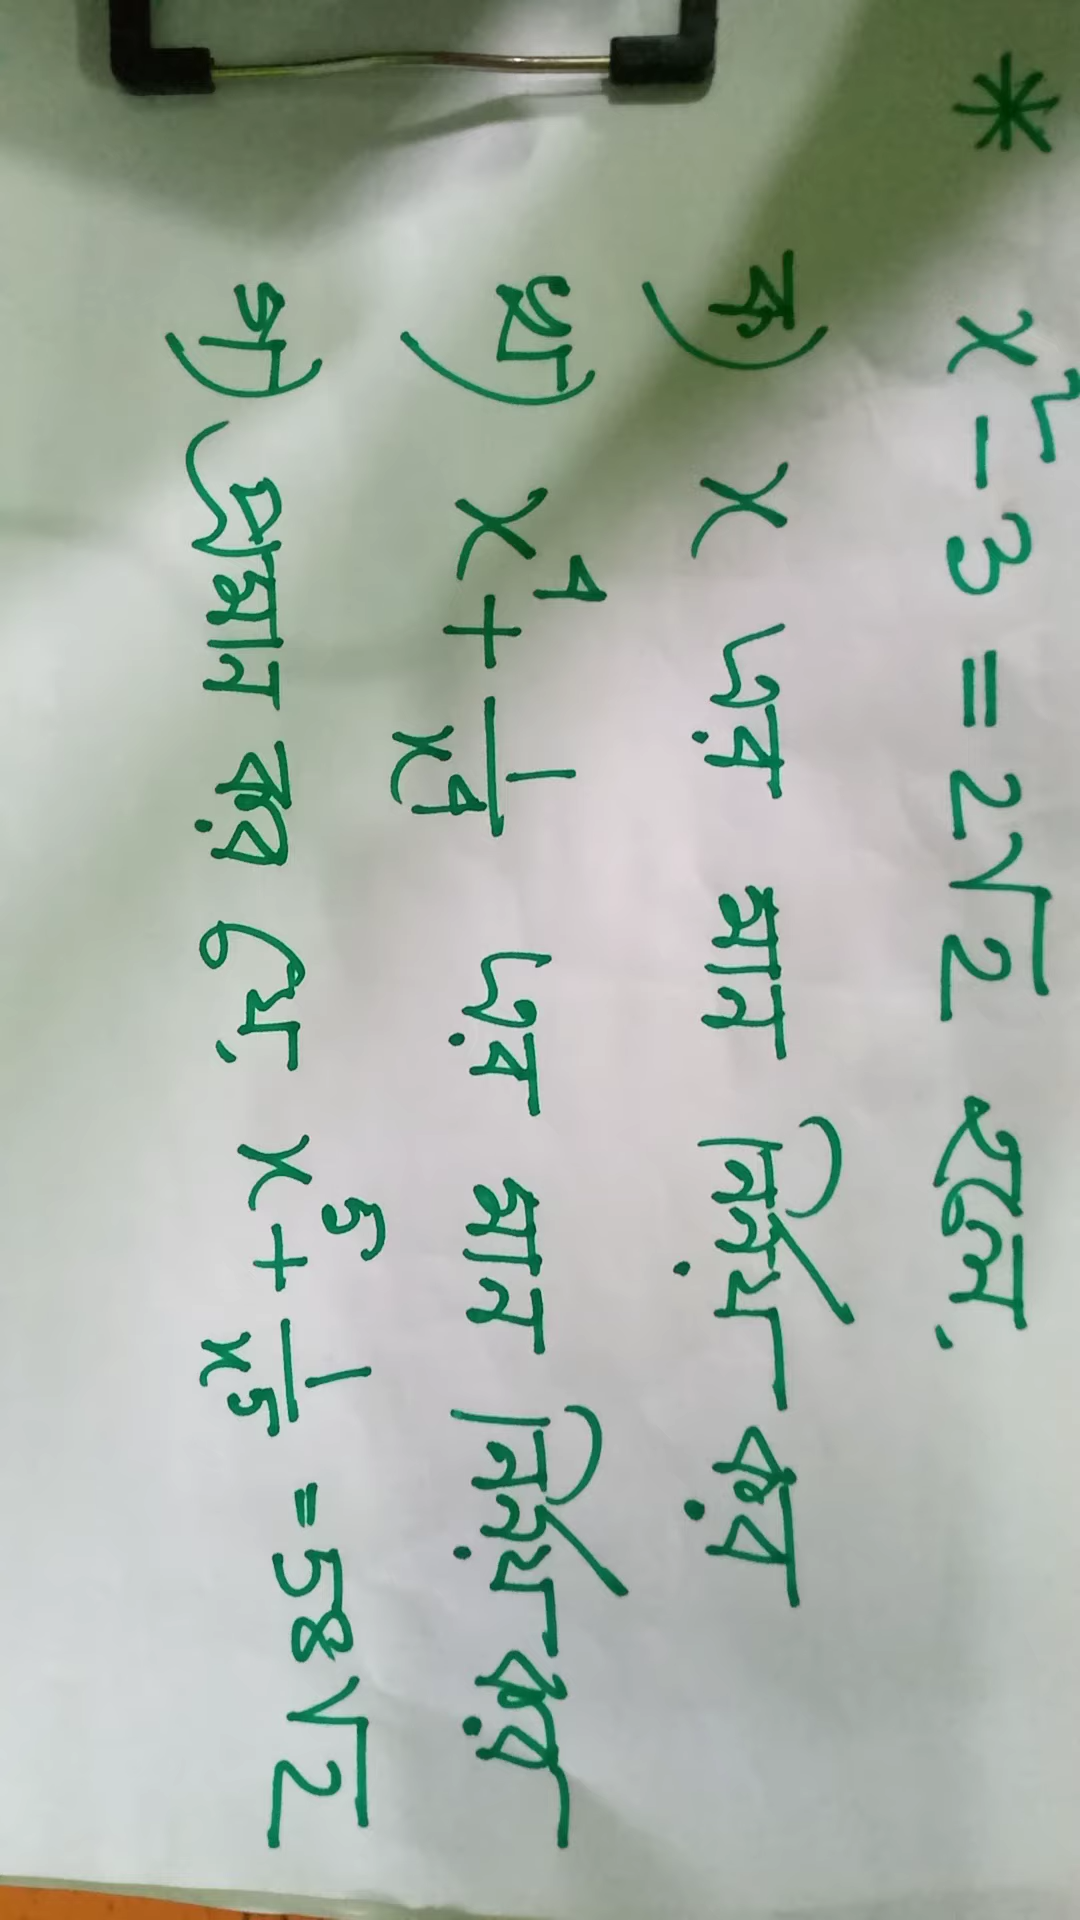 * x² - 3 = 2√2 হলে,
ক) x এর মান নির্ণয় কর
খ) x⁴ + 1/x⁴ এর মান নির্ণয় কর
গ) প্রমান কর যে, x⁵ + 1/x⁵ = 58√2